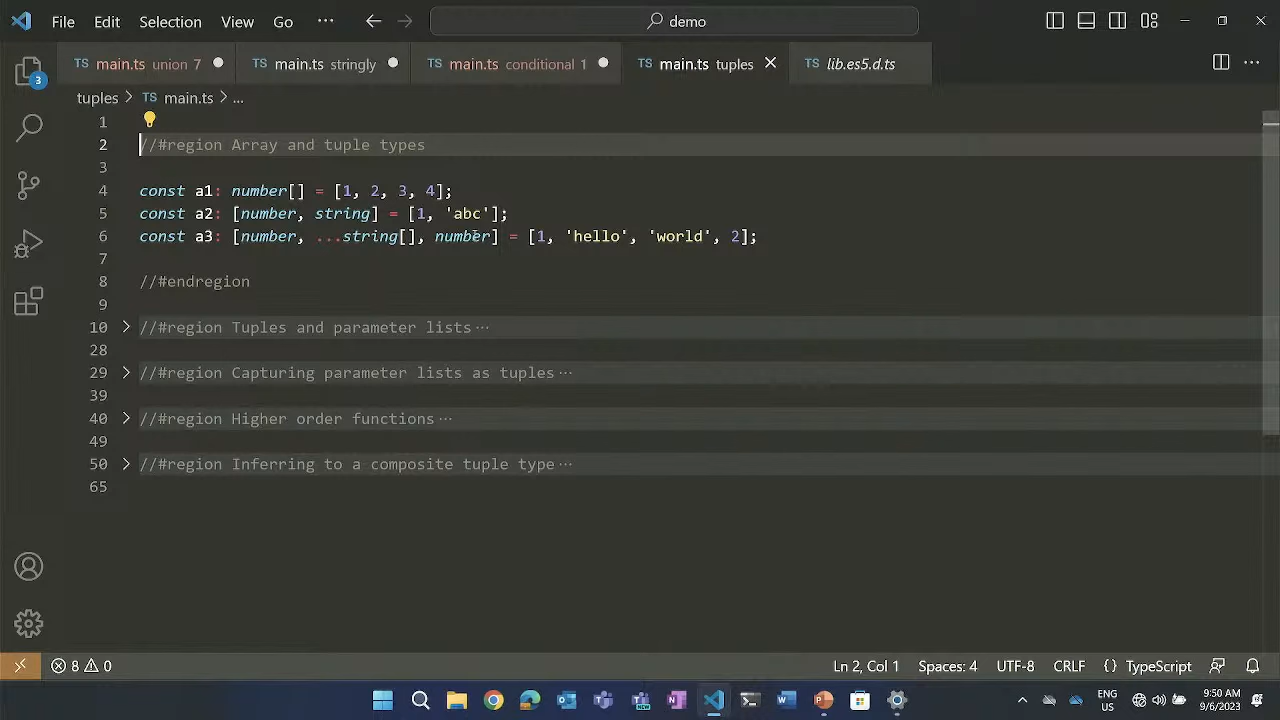 File Edit Selection View Go ··· demo
TS main.ts union 7 TS main.ts stringly TS main.ts conditional 1 TS main.ts tuples TS lib.es5.d.ts
tuples > TS main.ts > ...
3
1
2 //#region Array and tuple types
3
4 const a1: number[] = [1, 2, 3, 4];
5 const a2: [number, string] = [1, 'abc'];
6 const a3: [number, ...string[], number] = [1, 'hello', 'world', 2];
7
8 //#endregion
9
10 > //#region Tuples and parameter lists···
28
29 > //#region Capturing parameter lists as tuples···
39
40 > //#region Higher order functions···
49
50 > //#region Inferring to a composite tuple type···
65
8 0 Ln 2, Col 1 Spaces: 4 UTF-8 CRLF {} TypeScript
ENG
US
9:50 AM
9/6/2023